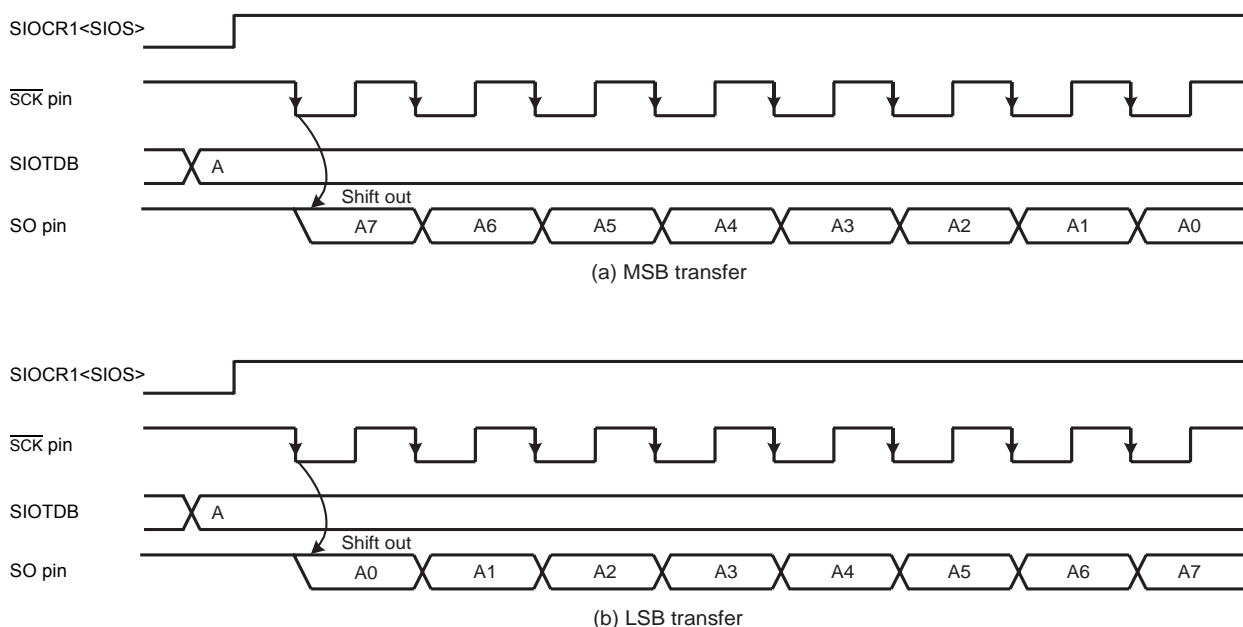 SIOCR1<SIOS>
SCK pin
SIOTDB
A
Shift out
SO pin
A7 A6 A5 A4 A3 A2 A1 A0
(a) MSB transfer
SIOCR1<SIOS>
SCK pin
SIOTDB
A
Shift out
SO pin
A0 A1 A2 A3 A4 A5 A6 A7
(b) LSB transfer